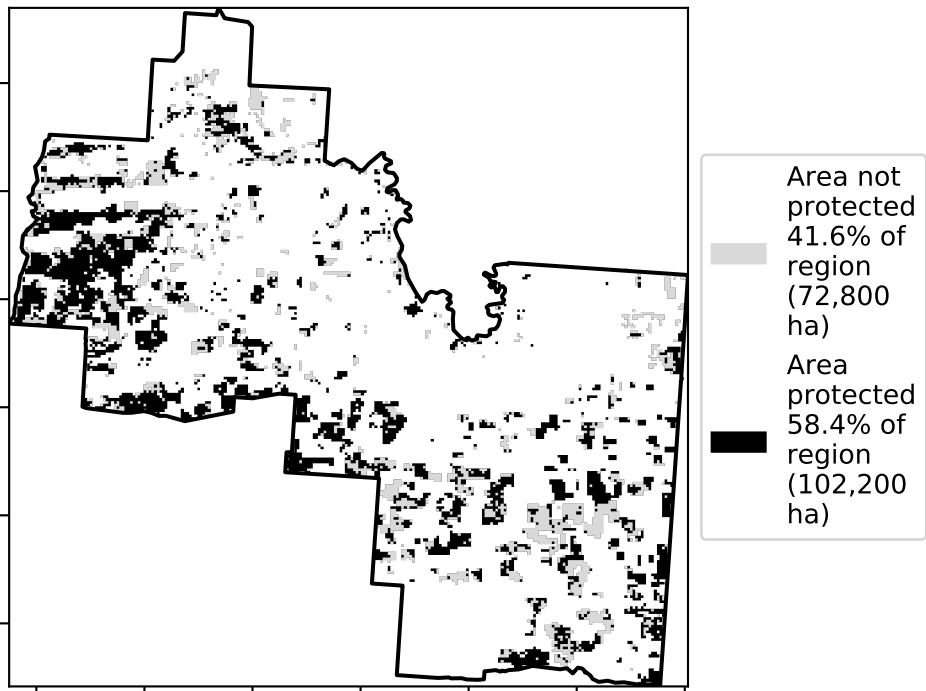 Area not
protected
41.6% of
region
(72,800
ha)
Area
protected
58.4% of
region
(102,200
ha)